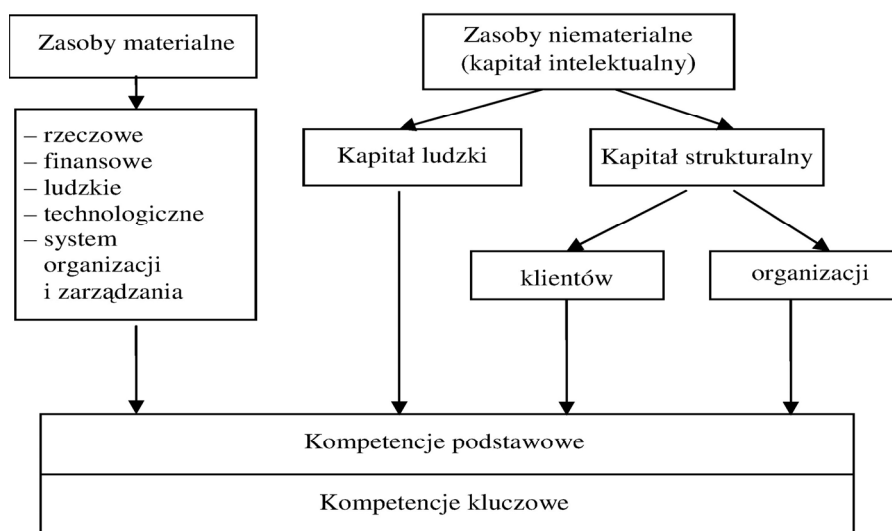 Zasoby materialne
Zasoby niematerialne
(kapitał intelektualny)
– rzeczowe
– finansowe
– ludzkie
– technologiczne
– system
organizacji
i zarządzania
Kapitał ludzki
Kapitał strukturalny
klientów
organizacji
Kompetencje podstawowe
Kompetencje kluczowe